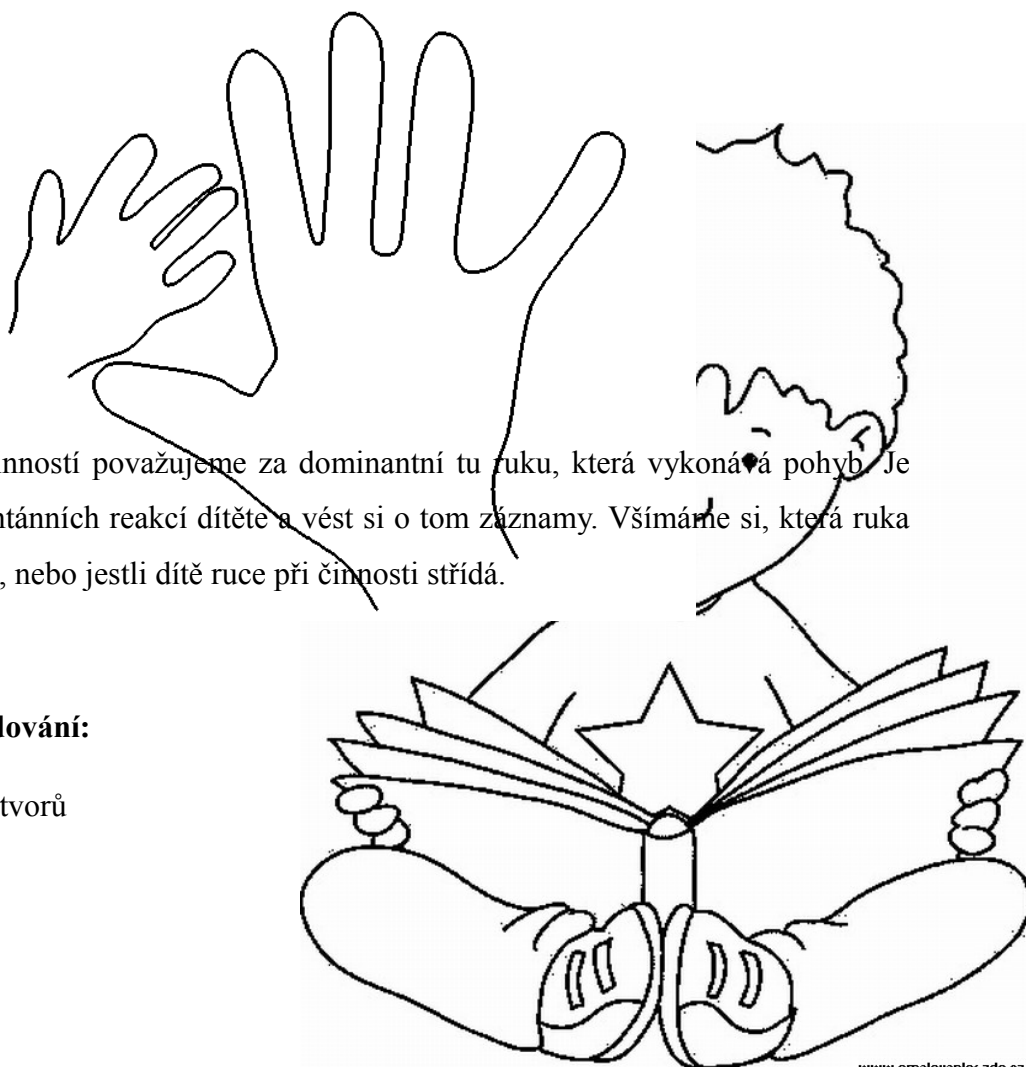 inností považujeme za dominantní tu ruku, která vykonává pohyb. Je
ntánních reakcí dítěte a vést si o tom záznamy. Všímáme si, která ruka
, nebo jestli dítě ruce při činnosti střídá.
lování:
tvorů